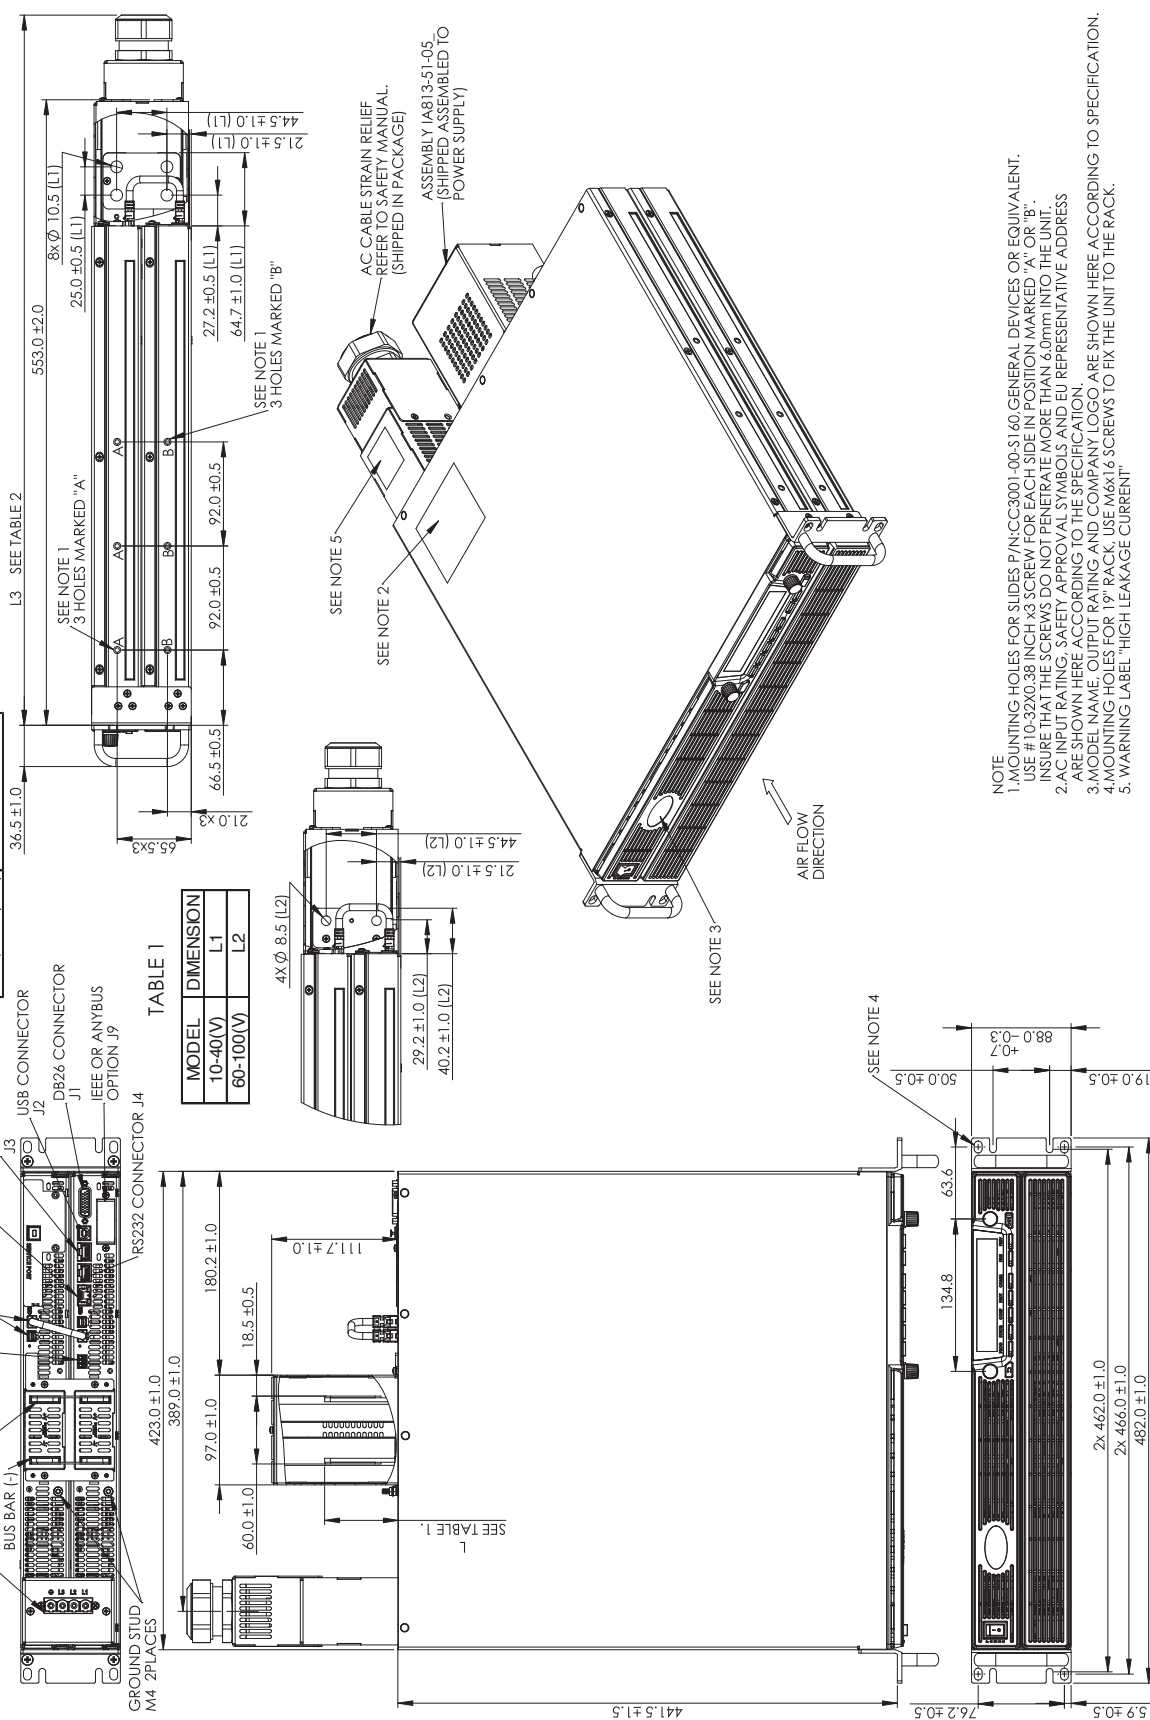 L3 SEE TABLE 2
553.0 ±2.0
36.5 ±1.0
8x Ø 10.5 (L1)
25.0 ±0.5 (L1)
44.5 ±1.0 (L1)
21.5 ±1.0 (L1)
27.2 ±0.5 (L1)
64.7 ±1.0 (L1)
SEE NOTE 1
3 HOLES MARKED "A"
SEE NOTE 1
3 HOLES MARKED "B"
A
A
A
B
B
B
66.5 ±0.5
92.0 ±0.5
92.0 ±0.5
65.5x3
21.0 x3
USB CONNECTOR
J2
DB26 CONNECTOR
J1
IEEE OR ANYBUS
OPTION J9
RS232 CONNECTOR J4
J3
BUS BAR (-)
GROUND STUD
M4 2PLACES
L3 L2 L1
TABLE 1
MODEL DIMENSION
10-40(V) L1
60-100(V) L2
4X Ø 8.5 (L2)
44.5 ±1.0 (L2)
21.5 ±1.0 (L2)
29.2 ±1.0 (L2)
40.2 ±1.0 (L2)
AC CABLE STRAIN RELIEF
REFER TO SAFETY MANUAL.
(SHIPPED IN PACKAGE)
ASSEMBLY IA813-51-05_
(SHIPPED ASSEMBLED TO
POWER SUPPLY)
SEE NOTE 5
SEE NOTE 2
SEE NOTE 3
AIR FLOW
DIRECTION
423.0 ±1.0
389.0 ±1.0
180.2 ±1.0
111.7 ±1.0
18.5 ±0.5
97.0 ±1.0
60.0 ±1.0
L
SEE TABLE 1.
441.5 ±1.5
SEE NOTE 4
63.6
134.8
50.0 ±0.5
+0.7
88.0 -0.3
19.0 ±0.5
2x 462.0 ±1.0
2x 466.0 ±1.0
482.0 ±1.0
76.2 ±0.5
5.9 ±0.5
NOTE
1.MOUNTING HOLES FOR SLIDES P/N:CC3001-00-S160,GENERAL DEVICES OR EQUIVALENT.
USE #10-32X0.38 INCH x3 SCREW FOR EACH SIDE IN POSITION MARKED "A" OR "B".
INSURE THAT THE SCREWS DO NOT PENETRATE MORE THAN 6.0mm INTO THE UNIT.
2.AC INPUT RATING, SAFETY APPROVAL SYMBOLS AND EU REPRESENTATIVE ADDRESS
ARE SHOWN HERE ACCORDING TO THE SPECIFICATION.
3.MODEL NAME, OUTPUT RATING AND COMPANY LOGO ARE SHOWN HERE ACCORDING TO SPECIFICATION.
4.MOUNTING HOLES FOR 19" RACK, USE M6x16 SCREWS TO FIX THE UNIT TO THE RACK.
5. WARNING LABEL "HIGH LEAKAGE CURRENT"